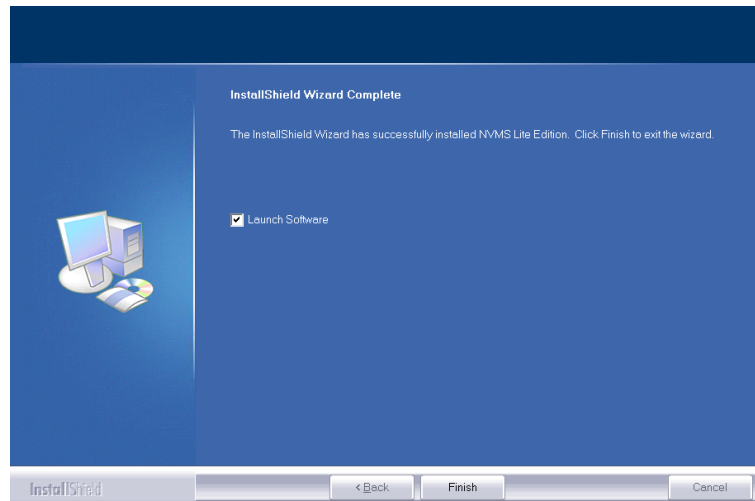 InstallShield Wizard Complete
The InstallShield Wizard has successfully installed NVMS Lite Edition. Click Finish to exit the wizard.
Launch Software
InstallShield
< Back
Finish
Cancel